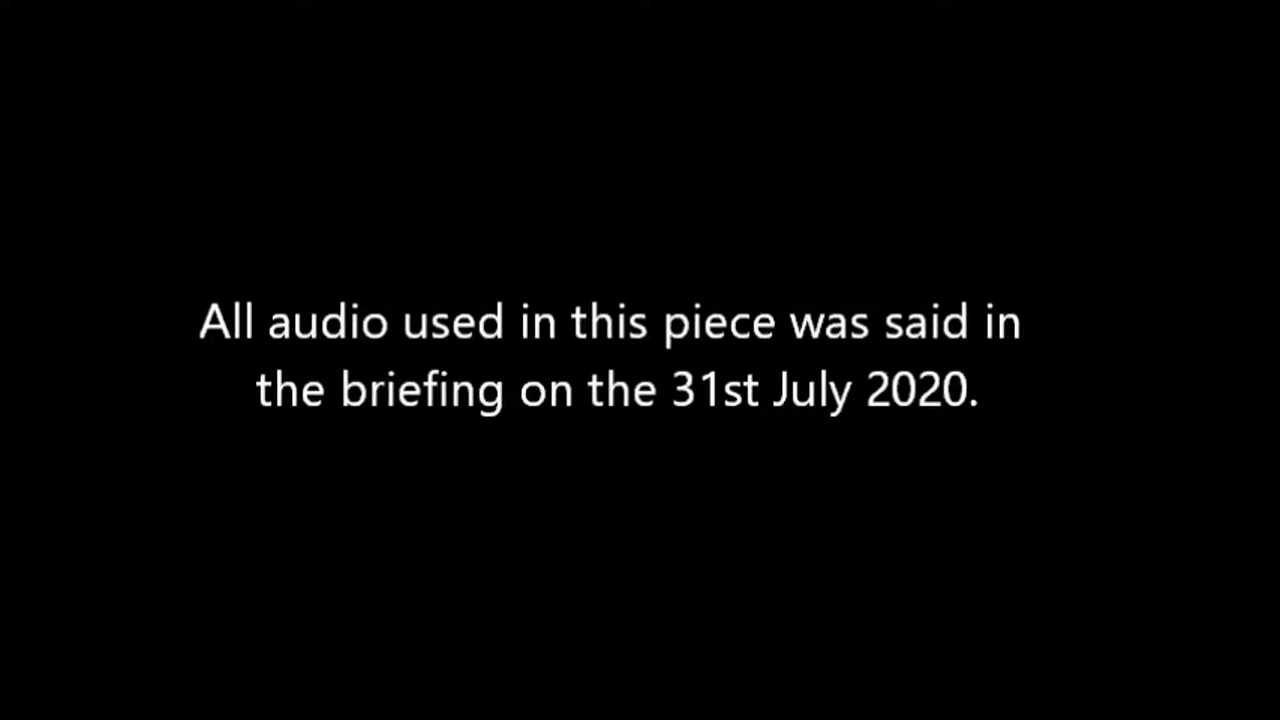 All audio used in this piece was said in
the briefing on the 31st July 2020.